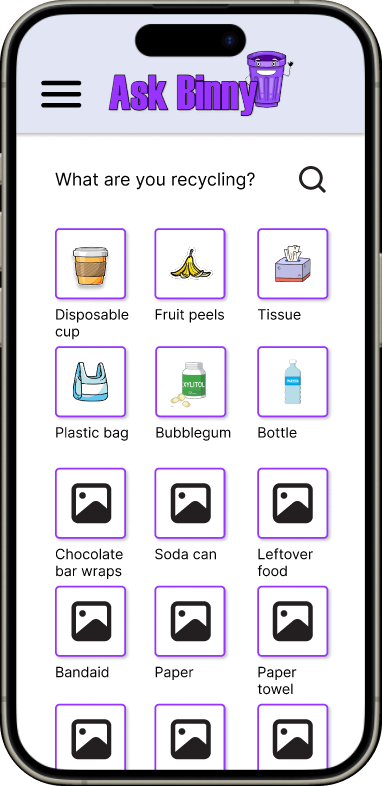 Ask Binny
What are you recycling?
Disposable cup
Fruit peels
Tissue
XYLITOL
WATER
Plastic bag
Bubblegum
Bottle
Chocolate bar wraps
Soda can
Leftover food
Bandaid
Paper
Paper towel